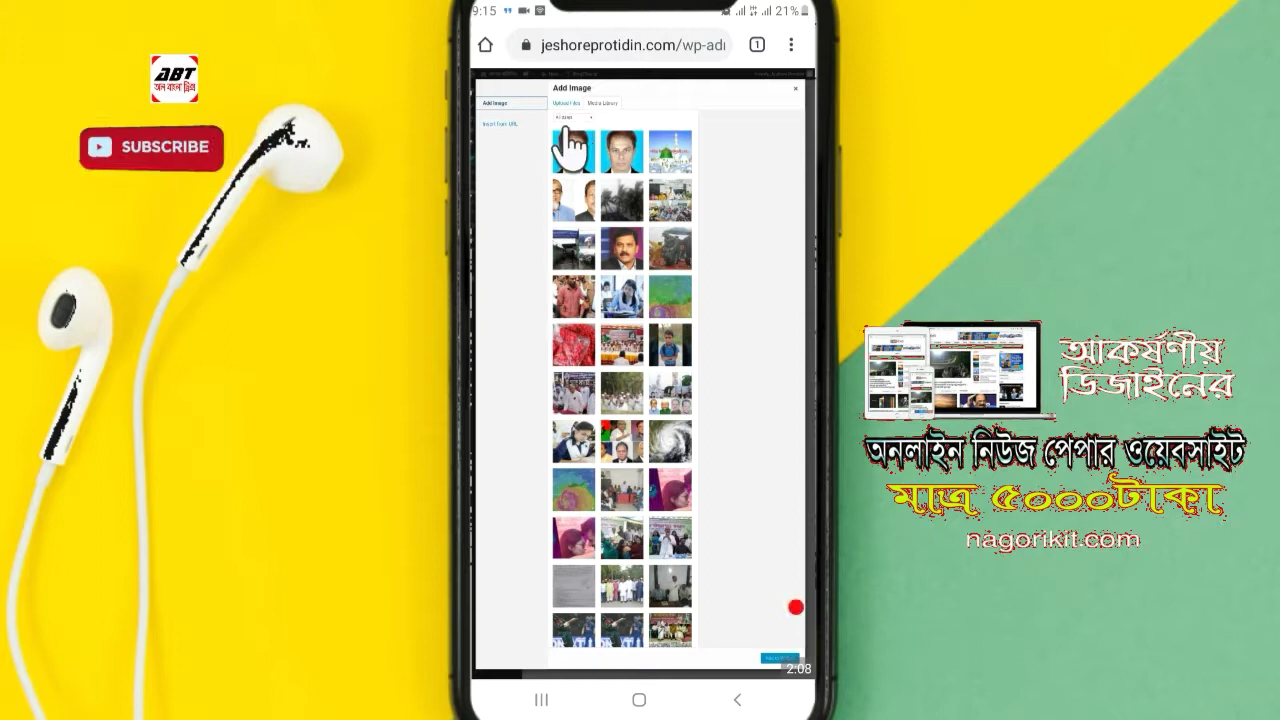 9:15
21%
jeshoreprotidin.com/wp-adı
1
ABT
অল বাংলা ট্রিক্স
SUBSCRIBE
Add Image
×
Add Image
Upload Files
Media Library
Insert from URL
আকর্ষণীয়
ডিজাইনের
অনলাইন নিউজ পেপার ওয়েবসাইট
মাত্র ৫০০০টাকা
nagorikit.com
2:08